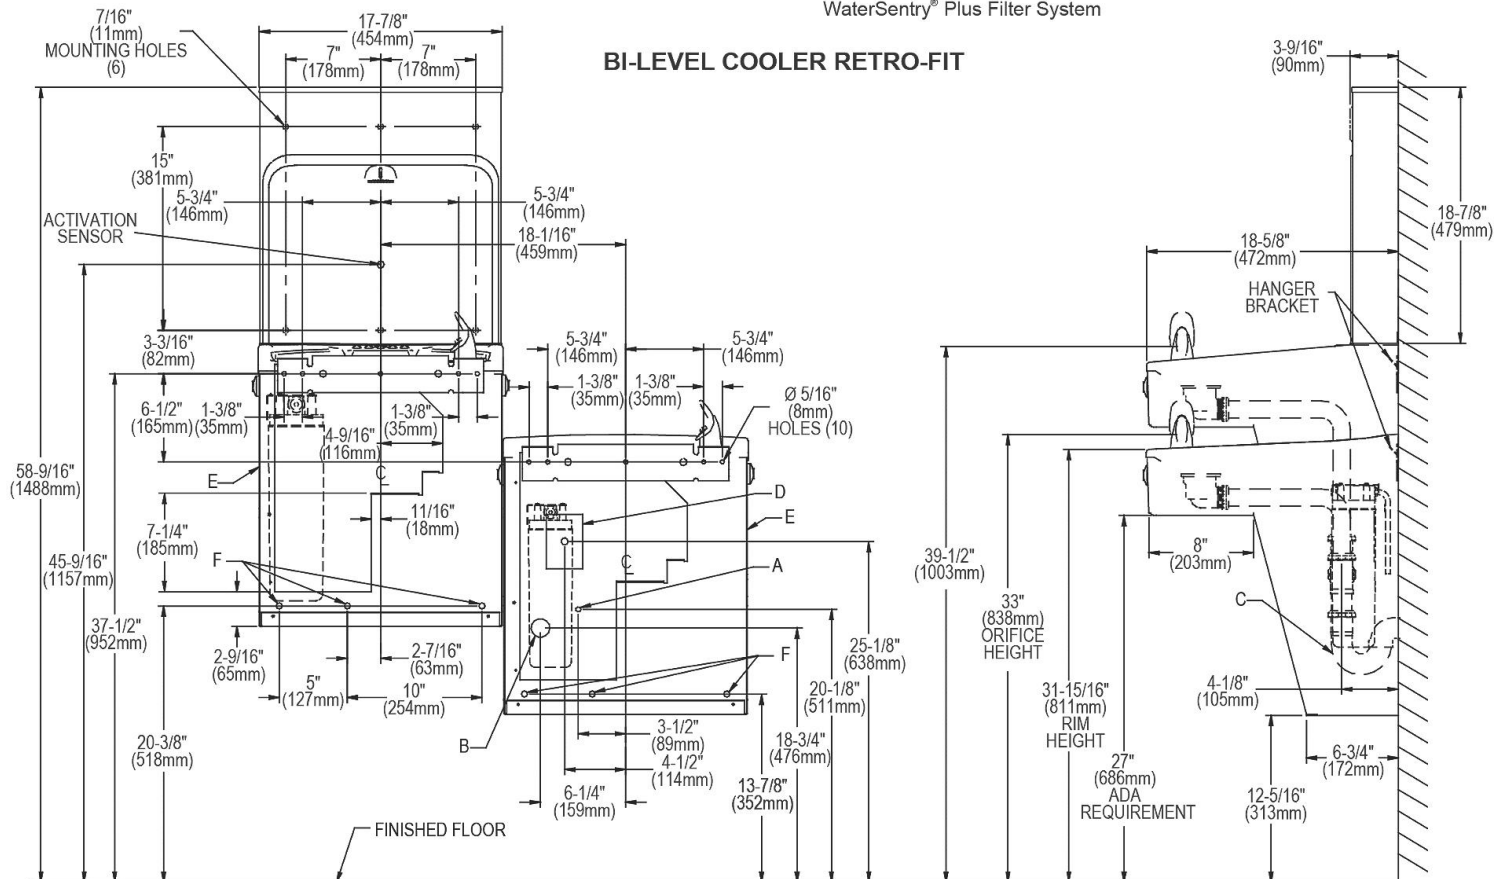 WaterSentry® Plus Filter System
BI-LEVEL COOLER RETRO-FIT
7/16"
(11mm)
MOUNTING HOLES
(6)
17-7/8"
(454mm)
7"
(178mm)
7"
(178mm)
15"
(381mm)
5-3/4"
(146mm)
5-3/4"
(146mm)
ACTIVATION
SENSOR
18-1/16"
(459mm)
3-3/16"
(82mm)
6-1/2"
(165mm)
1-3/8"
(35mm)
1-3/8"
(35mm)
4-9/16"
(116mm)
C
L
58-9/16"
(1488mm)
E
11/16"
(18mm)
7-1/4"
(185mm)
45-9/16"
(1157mm)
F
37-1/2"
(952mm)
2-9/16"
(65mm)
2-7/16"
(63mm)
5"
(127mm)
10"
(254mm)
20-3/8"
(518mm)
FINISHED FLOOR
5-3/4"
(146mm)
5-3/4"
(146mm)
1-3/8"
(35mm)
1-3/8"
(35mm)
Ø 5/16"
(8mm)
HOLES (10)
D
E
C
L
A
F
B
25-1/8"
(638mm)
20-1/8"
(511mm)
3-1/2"
(89mm)
18-3/4"
(476mm)
4-1/2"
(114mm)
6-1/4"
(159mm)
13-7/8"
(352mm)
3-9/16"
(90mm)
18-7/8"
(479mm)
18-5/8"
(472mm)
HANGER
BRACKET
39-1/2"
(1003mm)
8"
(203mm)
33"
(838mm)
ORIFICE
HEIGHT
C
31-15/16"
(811mm)
RIM
HEIGHT
4-1/8"
(105mm)
27"
(686mm)
ADA
REQUIREMENT
6-3/4"
(172mm)
12-5/16"
(313mm)